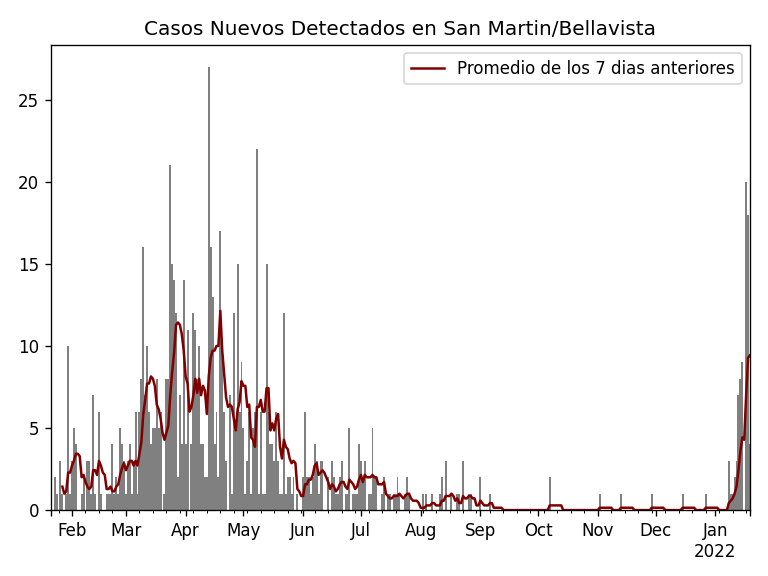 Casos Nuevos Detectados en San Martin/Bellavista
Promedio de los 7 dias anteriores
25
20
15
10
5
0
Feb Mar Apr May Jun Jul Aug Sep Oct Nov Dec Jan
2022